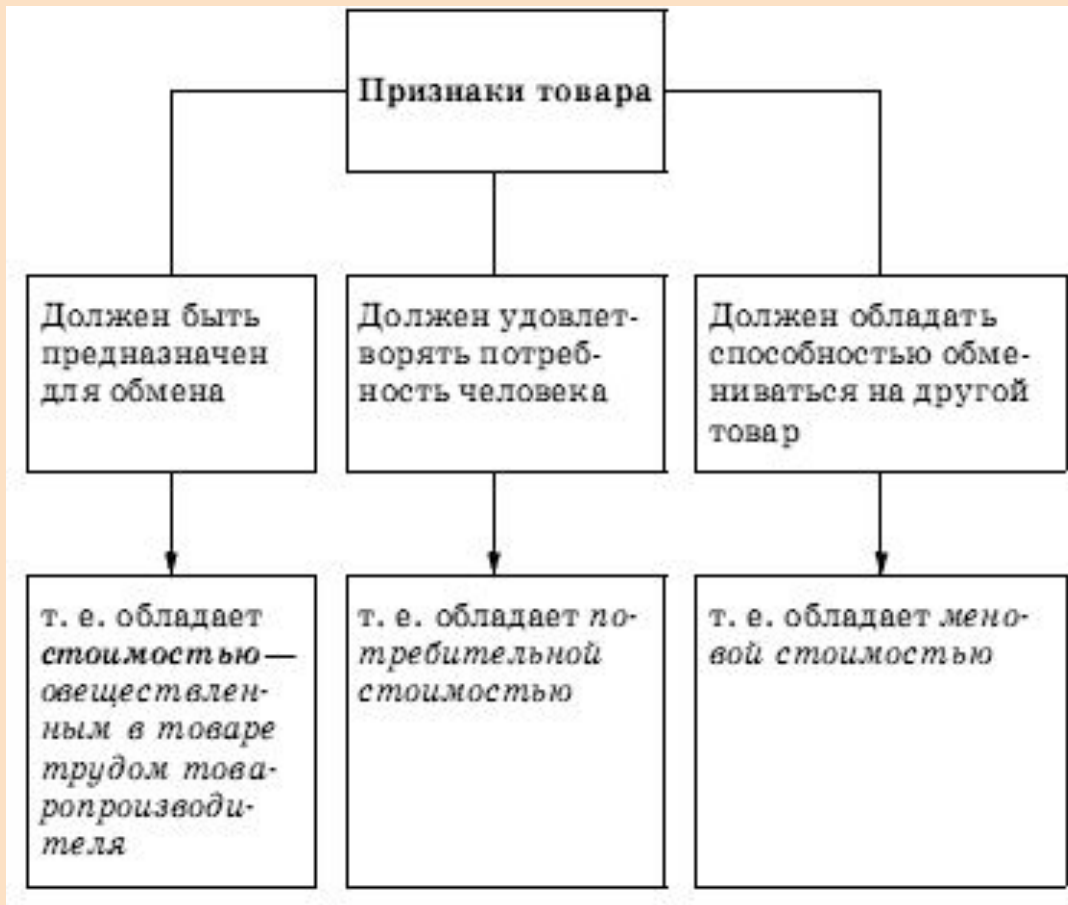 Признаки товара
Должен быть
предназначен
для обмена
Должен удовлет-
ворять потреб-
ность человека
Должен обладать
способностью обме-
ниваться на другой
товар
т. е. обладает
стоимостью —
овеществлен-
ным в товаре
трудом това-
ропроизводи-
теля
т. е. обладает по-
требительной
стоимостью
т. е. обладает мено-
вой стоимостью